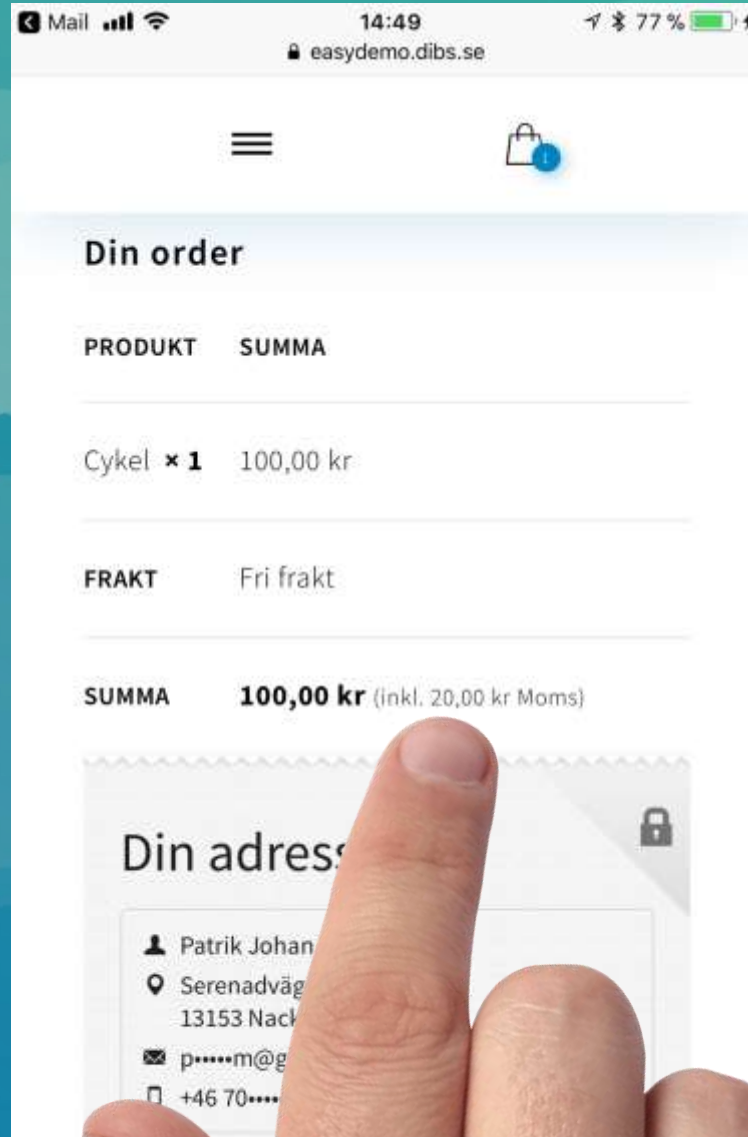 Mail 14:49 77 %
easydemo.dibs.se
1
Din order
PRODUKT SUMMA
Cykel × 1 100,00 kr
FRAKT Fri frakt
SUMMA 100,00 kr (inkl. 20,00 kr Moms)
Din adress
Patrik Johan
Serenadväg
13153 Nack
p•••••m@g
+46 70••••